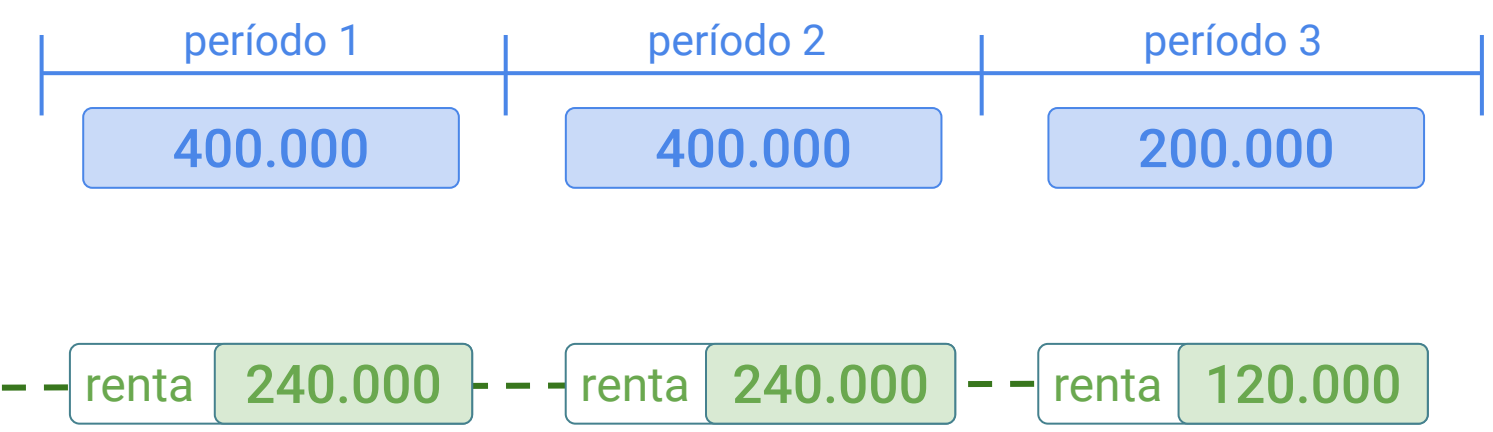 período 1 período 2 período 3
400.000 400.000 200.000
renta 240.000 renta 240.000 renta 120.000